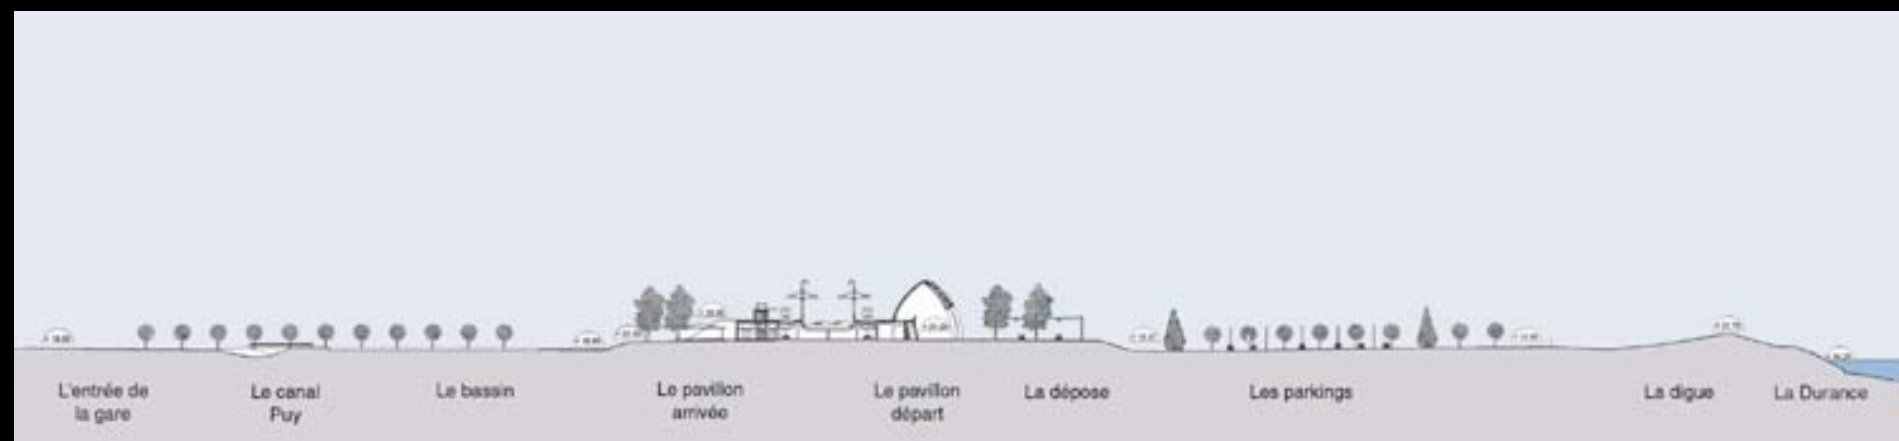 L'entrée de
la gare
Le canal
Puy
Le bassin
Le pavillon
arrivée
Le pavillon
départ
La dépose
Les parkings
La digue
La Durance